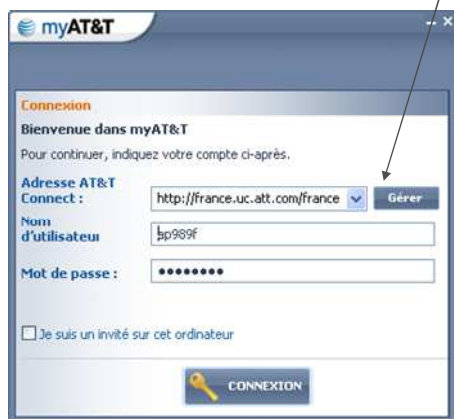 myAT&T
Connexion
Bienvenue dans myAT&T
Pour continuer, indiquez votre compte ci-après.
Adresse AT&T
Connect :
http://france.uc.att.com/france
Gérer
Nom
d'utilisateur
ap989f
Mot de passe :
●●●●●●●●
Je suis un invité sur cet ordinateur
CONNEXION